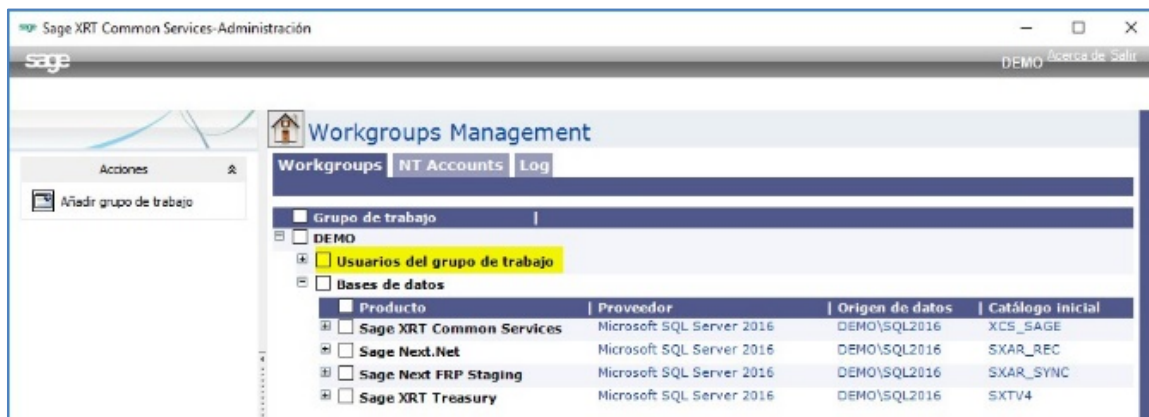 Sage XRT Common Services-Administración
sage
DEMO Acerca de Salir
Workgroups Management
Acciones
Workgroups NT Accounts Log
Añadir grupo de trabajo
Grupo de trabajo
DEMO
Usuarios del grupo de trabajo
Bases de datos
Producto | Proveedor | Origen de datos | Catálogo inicial
Sage XRT Common Services Microsoft SQL Server 2016 DEMO\SQL2016 XCS_SAGE
Sage Next.Net Microsoft SQL Server 2016 DEMO\SQL2016 SXAR_REC
Sage Next FRP Staging Microsoft SQL Server 2016 DEMO\SQL2016 SXAR_SYNC
Sage XRT Treasury Microsoft SQL Server 2016 DEMO\SQL2016 SXTV4